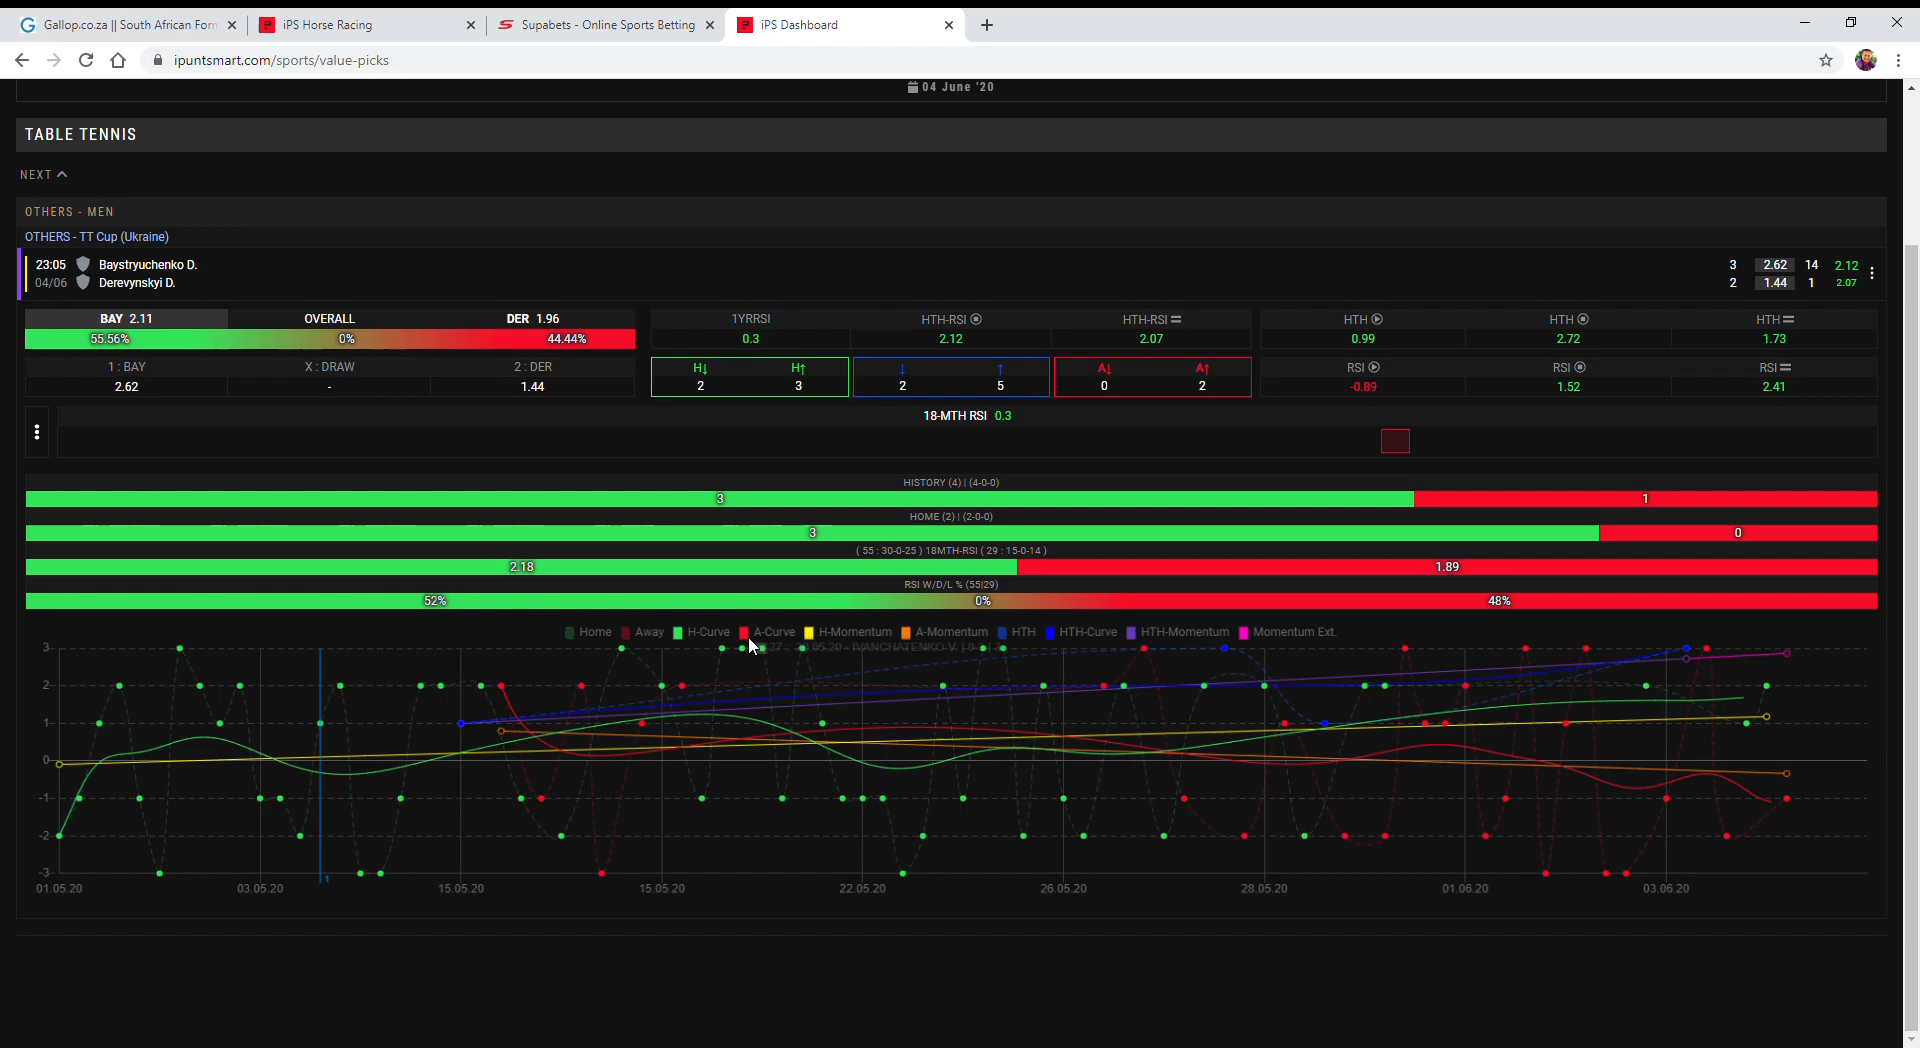 Gallop.co.za || South African Forn
iPS Horse Racing
Supabets - Online Sports Betting
iPS Dashboard
ipuntsmart.com/sports/value-picks
04 June '20
TABLE TENNIS
NEXT
OTHERS - MEN
OTHERS - TT Cup (Ukraine)
23:05 Baystryuchenko D. 3 2.62 14 2.12
04/06 Derevynskyi D. 2 1.44 1 2.07
BAY 2.11 OVERALL DER 1.96 1YRRSI HTH-RSI HTH-RSI HTH HTH HTH
55.56% 0% 44.44% 0.3 2.12 2.07 0.99 2.72 1.73
1 : BAY X : DRAW 2 : DER H↓ H↑ ↓ ↑ A↓ A↑ RSI RSI RSI
2.62 - 1.44 2 3 2 5 0 2 -0.89 1.52 2.41
18-MTH RSI 0.3
HISTORY (4) | (4-0-0)
3 1
HOME (2) | (2-0-0)
3 0
( 55 : 30-0-25 ) 18MTH-RSI ( 29 : 15-0-14 )
2.18 1.89
RSI W/D/L % (55|29)
52% 0% 48%
Home Away H-Curve A-Curve H-Momentum A-Momentum HTH HTH-Curve HTH-Momentum Momentum Ext.
3
2
1
0
-1
-2
-3
1
01.05.20 03.05.20 15.05.20 15.05.20 22.05.20 26.05.20 28.05.20 01.06.20 03.06.20